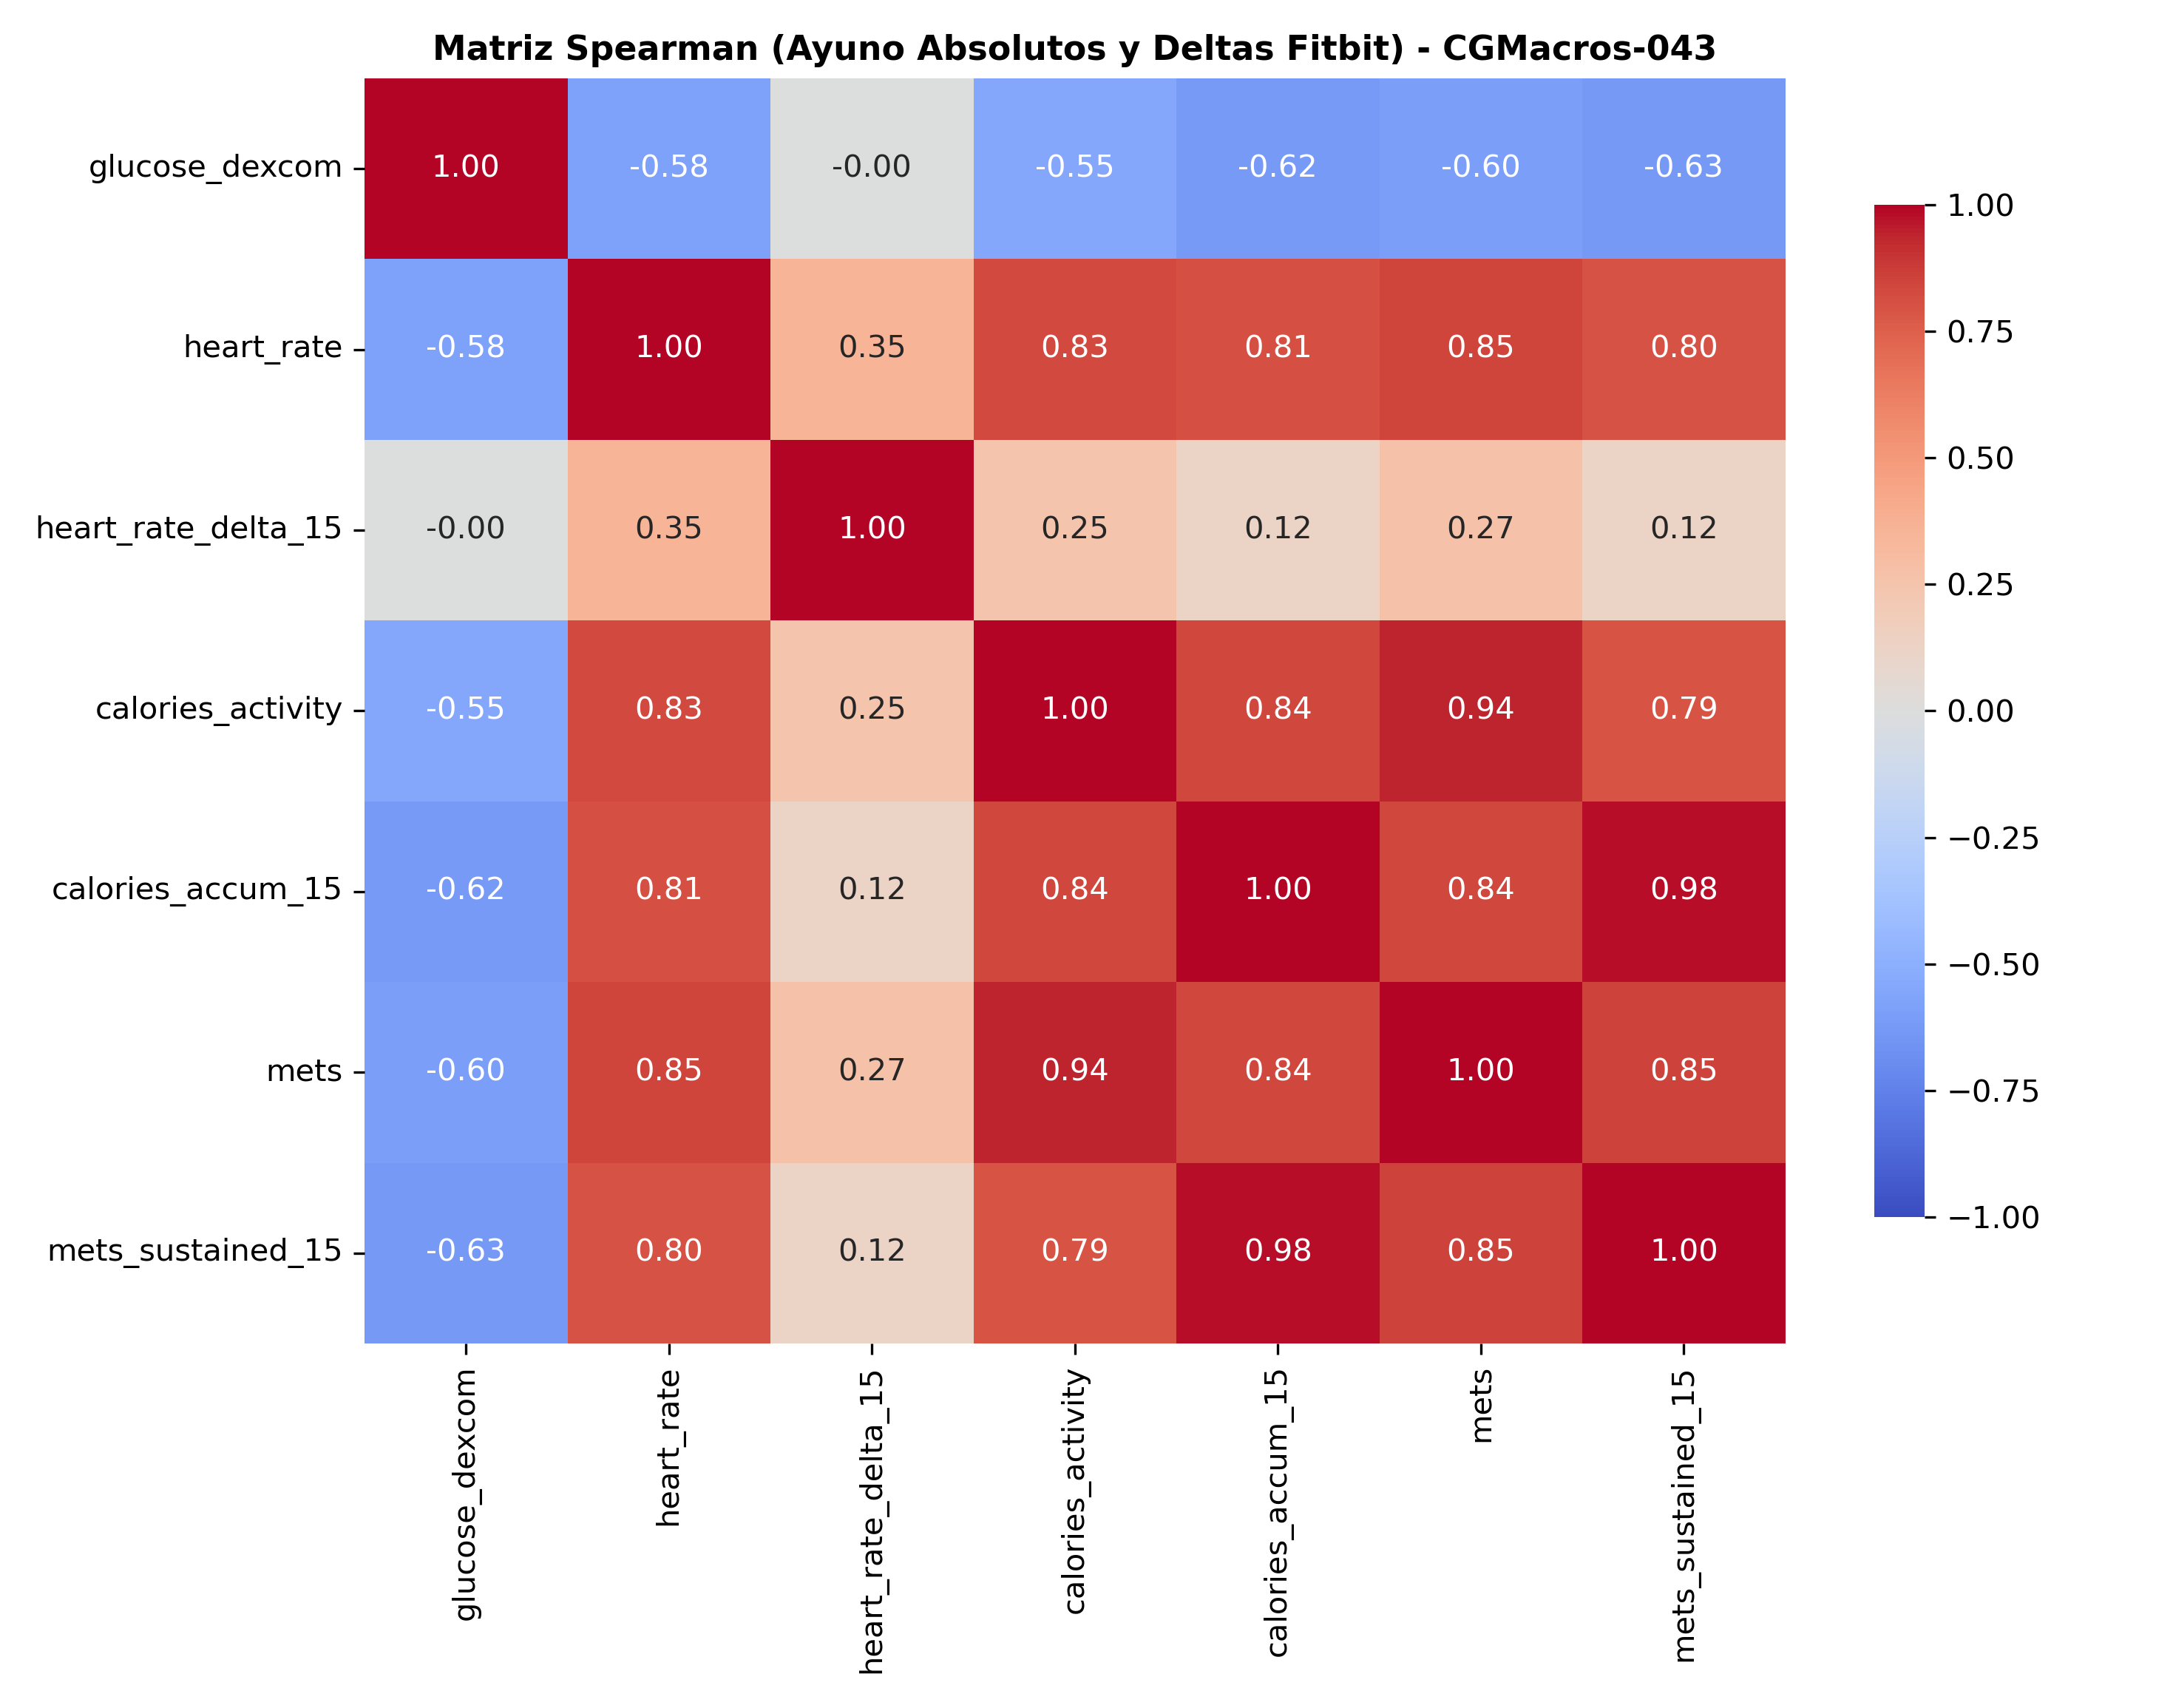 Matriz Spearman (Ayuno Absolutos y Deltas Fitbit) - CGMacros-043
glucose_dexcom 1.00 -0.58 -0.00 -0.55 -0.62 -0.60 -0.63
heart_rate -0.58 1.00 0.35 0.83 0.81 0.85 0.80
heart_rate_delta_15 -0.00 0.35 1.00 0.25 0.12 0.27 0.12
calories_activity -0.55 0.83 0.25 1.00 0.84 0.94 0.79
calories_accum_15 -0.62 0.81 0.12 0.84 1.00 0.84 0.98
mets -0.60 0.85 0.27 0.94 0.84 1.00 0.85
mets_sustained_15 -0.63 0.80 0.12 0.79 0.98 0.85 1.00
glucose_dexcom
heart_rate
heart_rate_delta_15
calories_activity
calories_accum_15
mets
mets_sustained_15
1.00
0.75
0.50
0.25
0.00
−0.25
−0.50
−0.75
−1.00